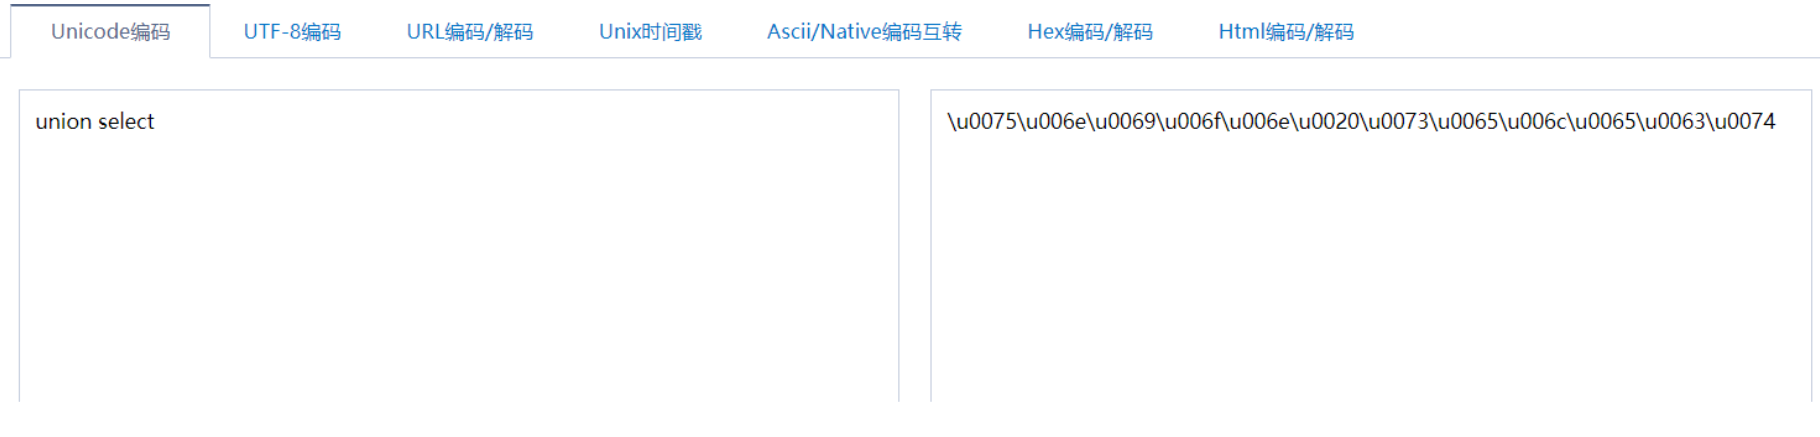 Unicode编码 UTF-8编码 URL编码/解码 Unix时间戳 Ascii/Native编码互转 Hex编码/解码 Html编码/解码
union select
\u0075\u006e\u0069\u006f\u006e\u0020\u0073\u0065\u006c\u0065\u0063\u0074